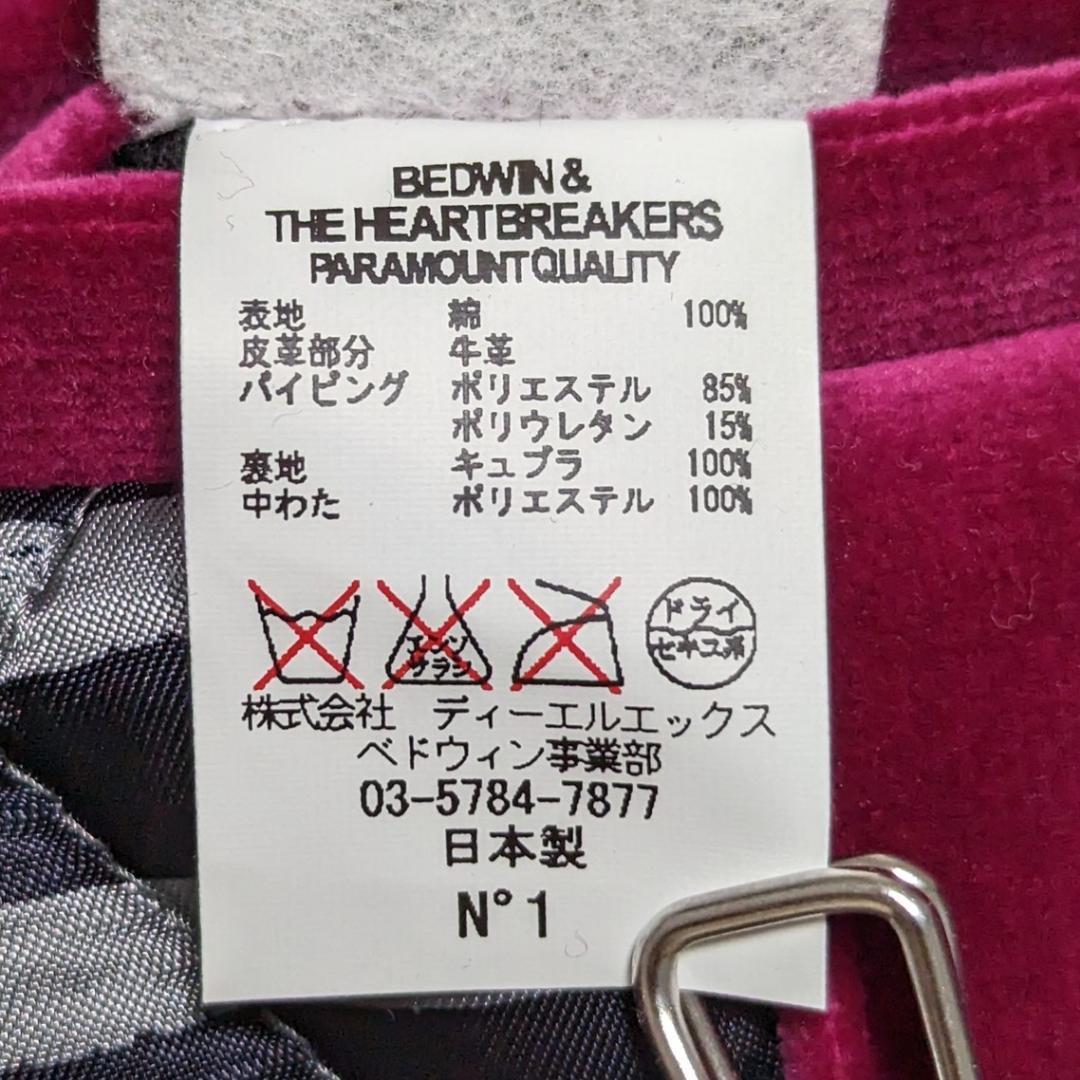 BEDWIN &
THE HEARTBREAKERS
PARAMOUNT QUALITY
表地 綿 100%
皮革部分 牛革
パイピング ポリエステル 85%
ポリウレタン 15%
裏地 キュプラ 100%
中わた ポリエステル 100%
エンソ
サラシ
ドライ
セキユ系
株式会社 ディーエルエックス
ベドウィン事業部
03-5784-7877
日本製
N° 1